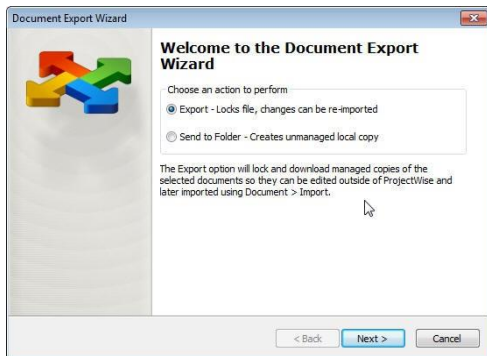 Document Export Wizard
Welcome to the Document Export
Wizard
Choose an action to perform
Export - Locks file, changes can be re-imported
Send to Folder - Creates unmanaged local copy
The Export option will lock and download managed copies of the
selected documents so they can be edited outside of ProjectWise and
later imported using Document > Import.
< Back Next > Cancel